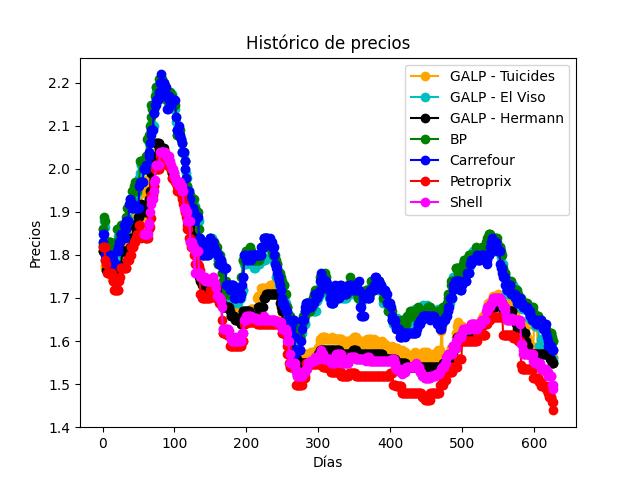 Histórico de precios
GALP - Tuicides
GALP - El Viso
GALP - Hermann
BP
Carrefour
Petroprix
Shell
Precios
2.2
2.1
2.0
1.9
1.8
1.7
1.6
1.5
1.4
0 100 200 300 400 500 600
Días